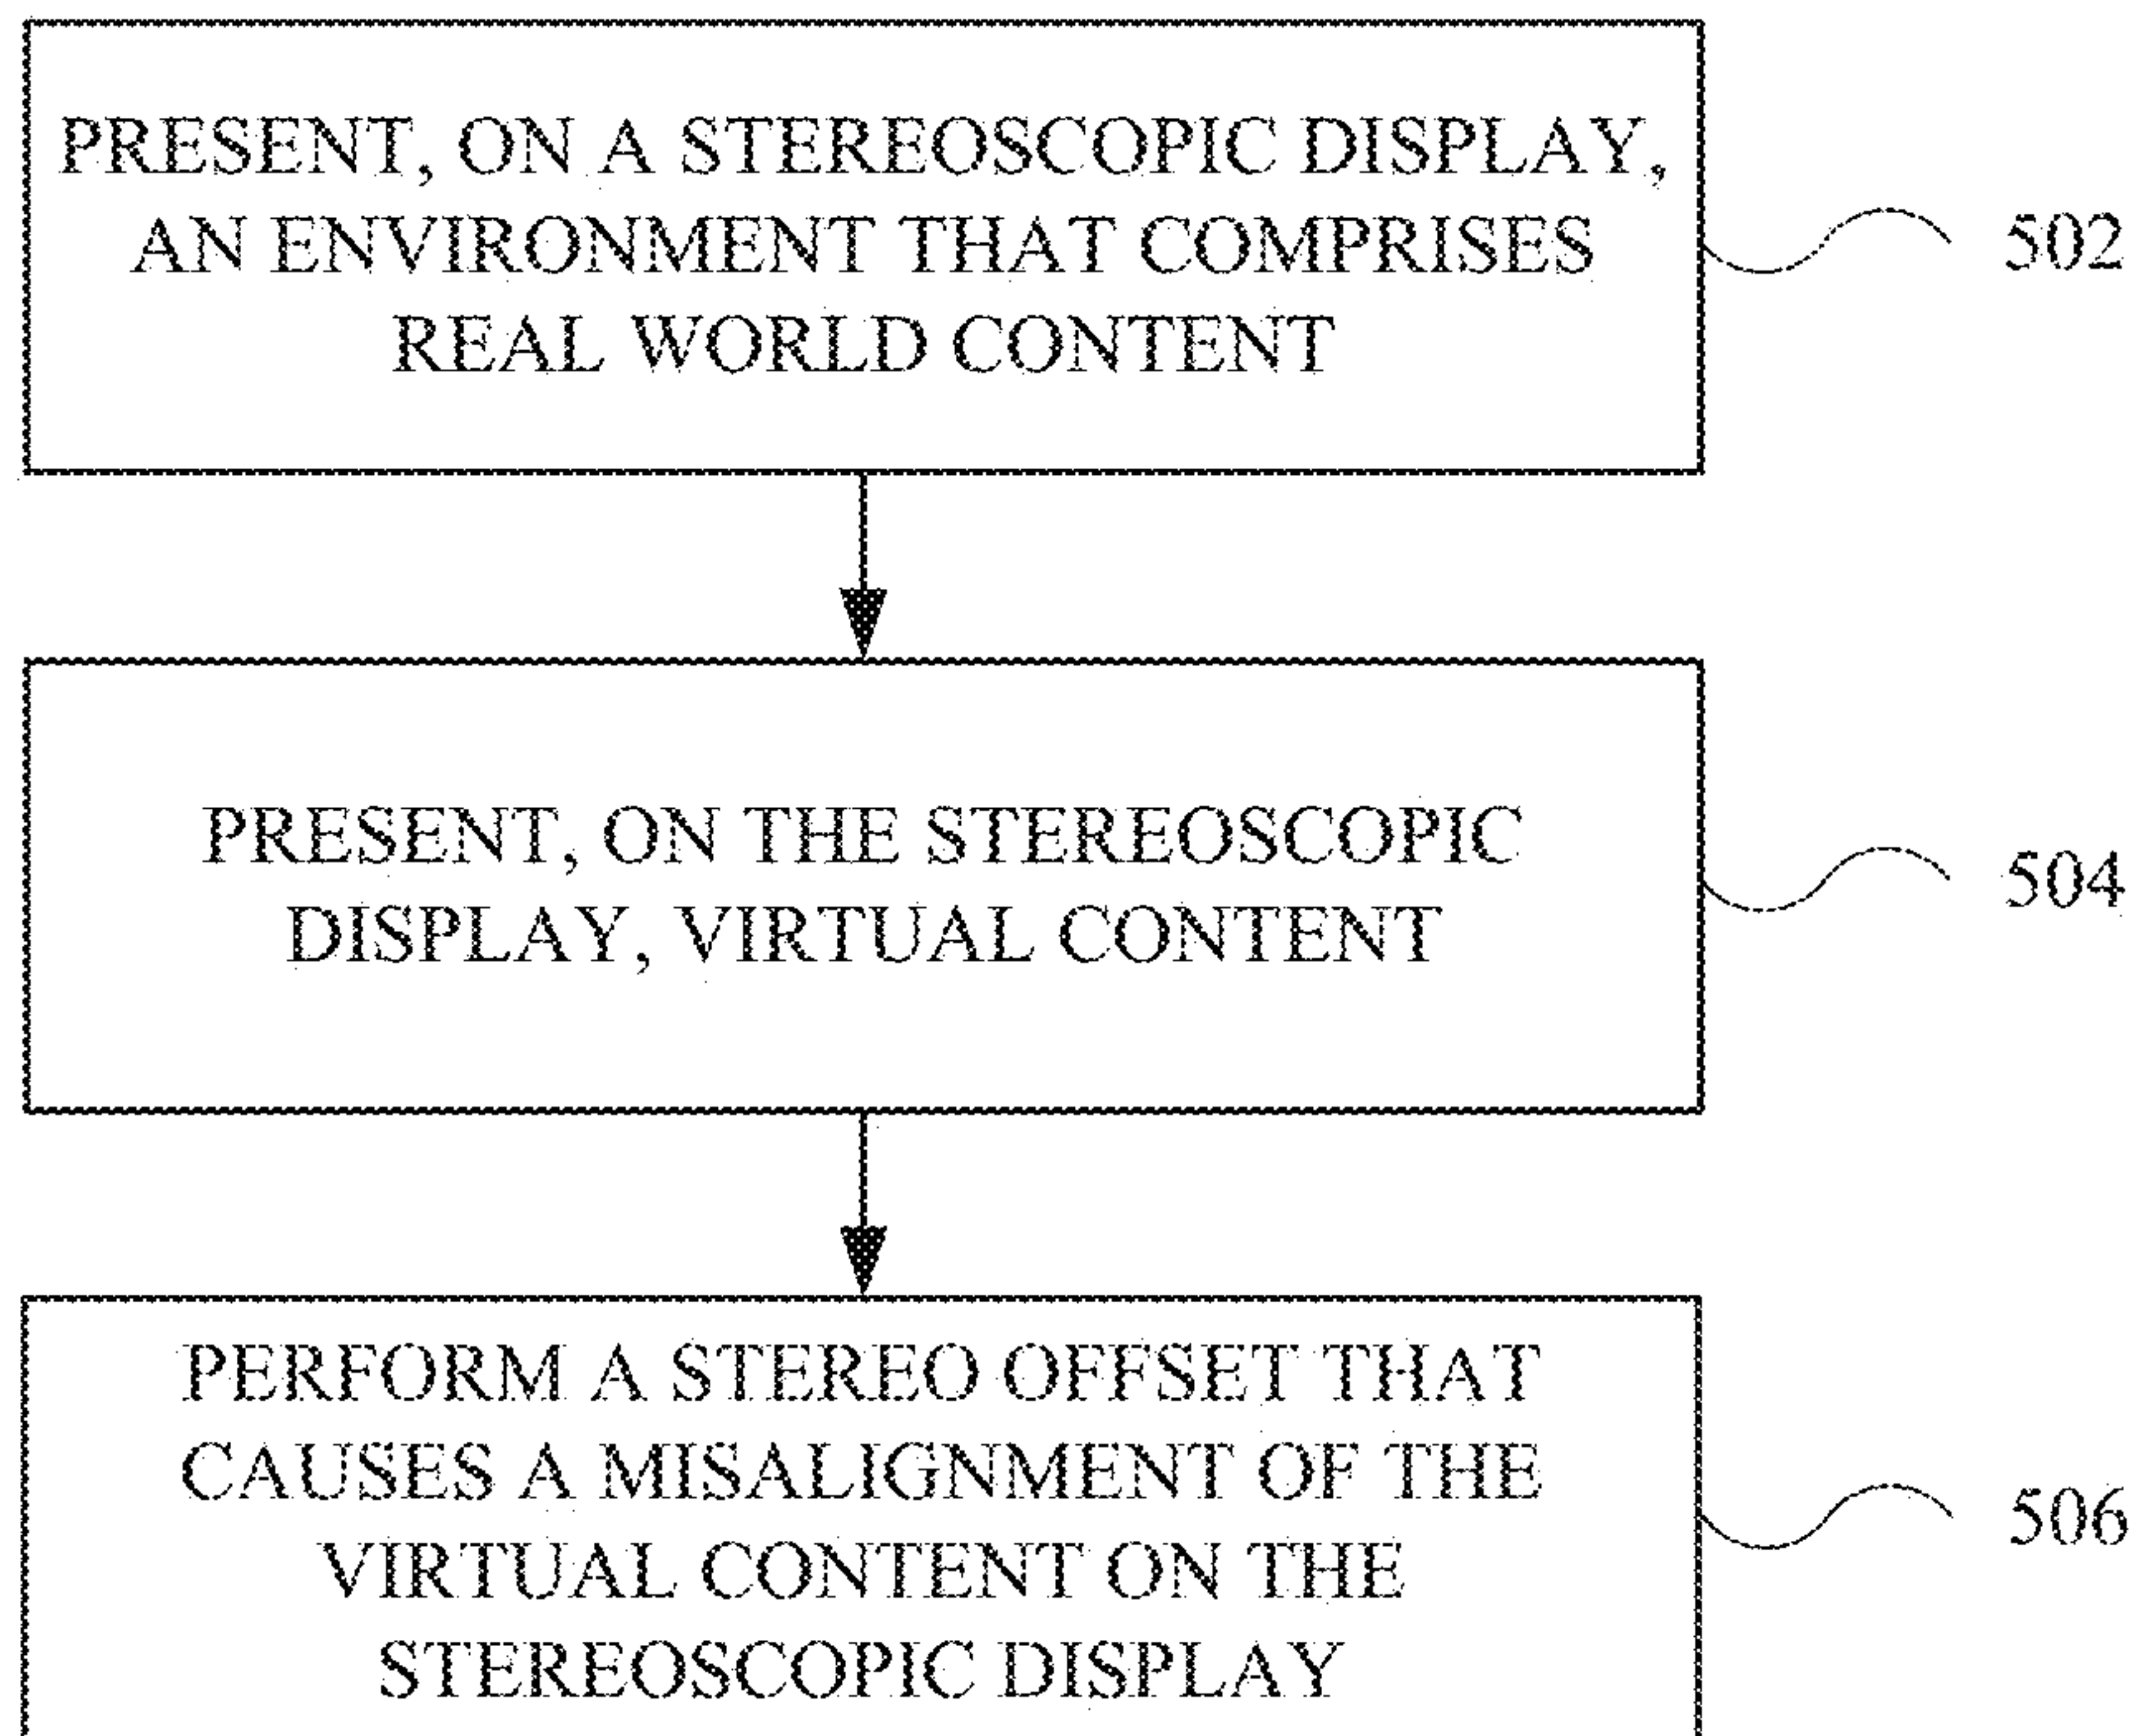 PRESENT, ON A STEREOSCOPIC DISPLAY,
AN ENVIRONMENT THAT COMPRISES
REAL WORLD CONTENT
502
PRESENT, ON THE STEREOSCOPIC
DISPLAY, VIRTUAL CONTENT
504
PERFORM A STEREO OFFSET THAT
CAUSES A MISALIGNMENT OF THE
VIRTUAL CONTENT ON THE
STEREOSCOPIC DISPLAY
506